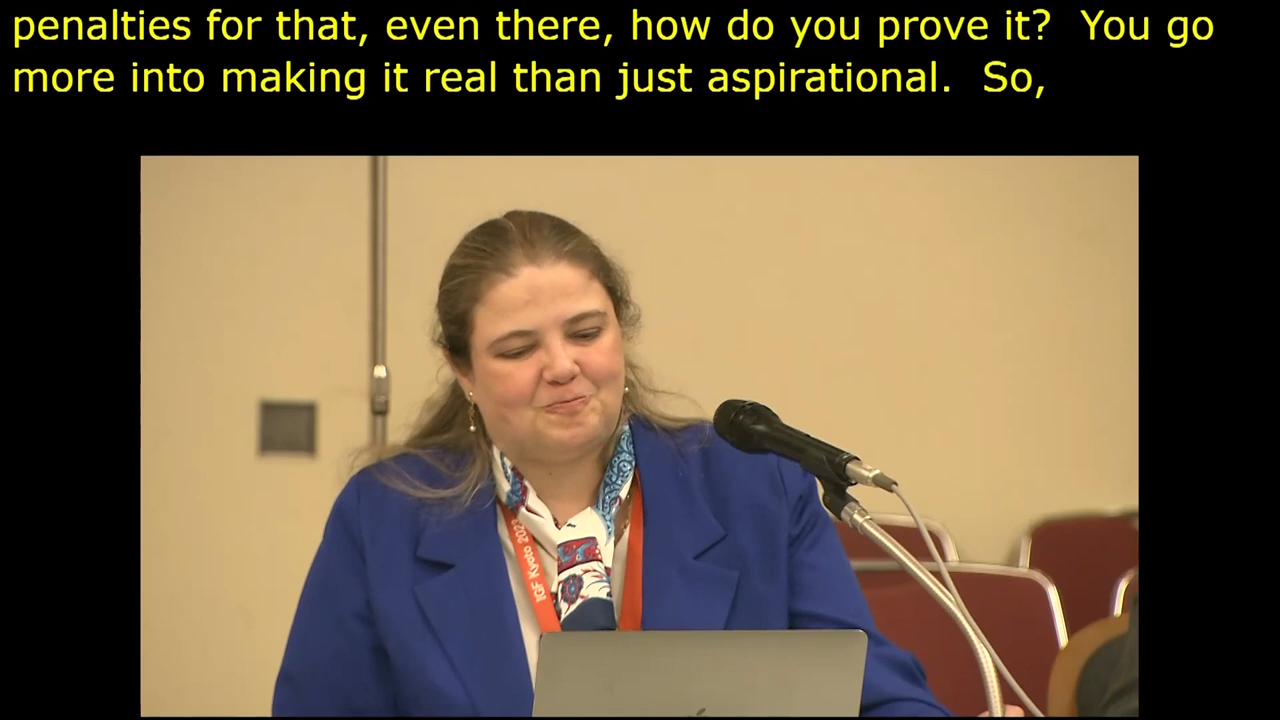 penalties for that, even there, how do you prove it?  You go
more into making it real than just aspirational.  So,
IGF Kyoto 2023